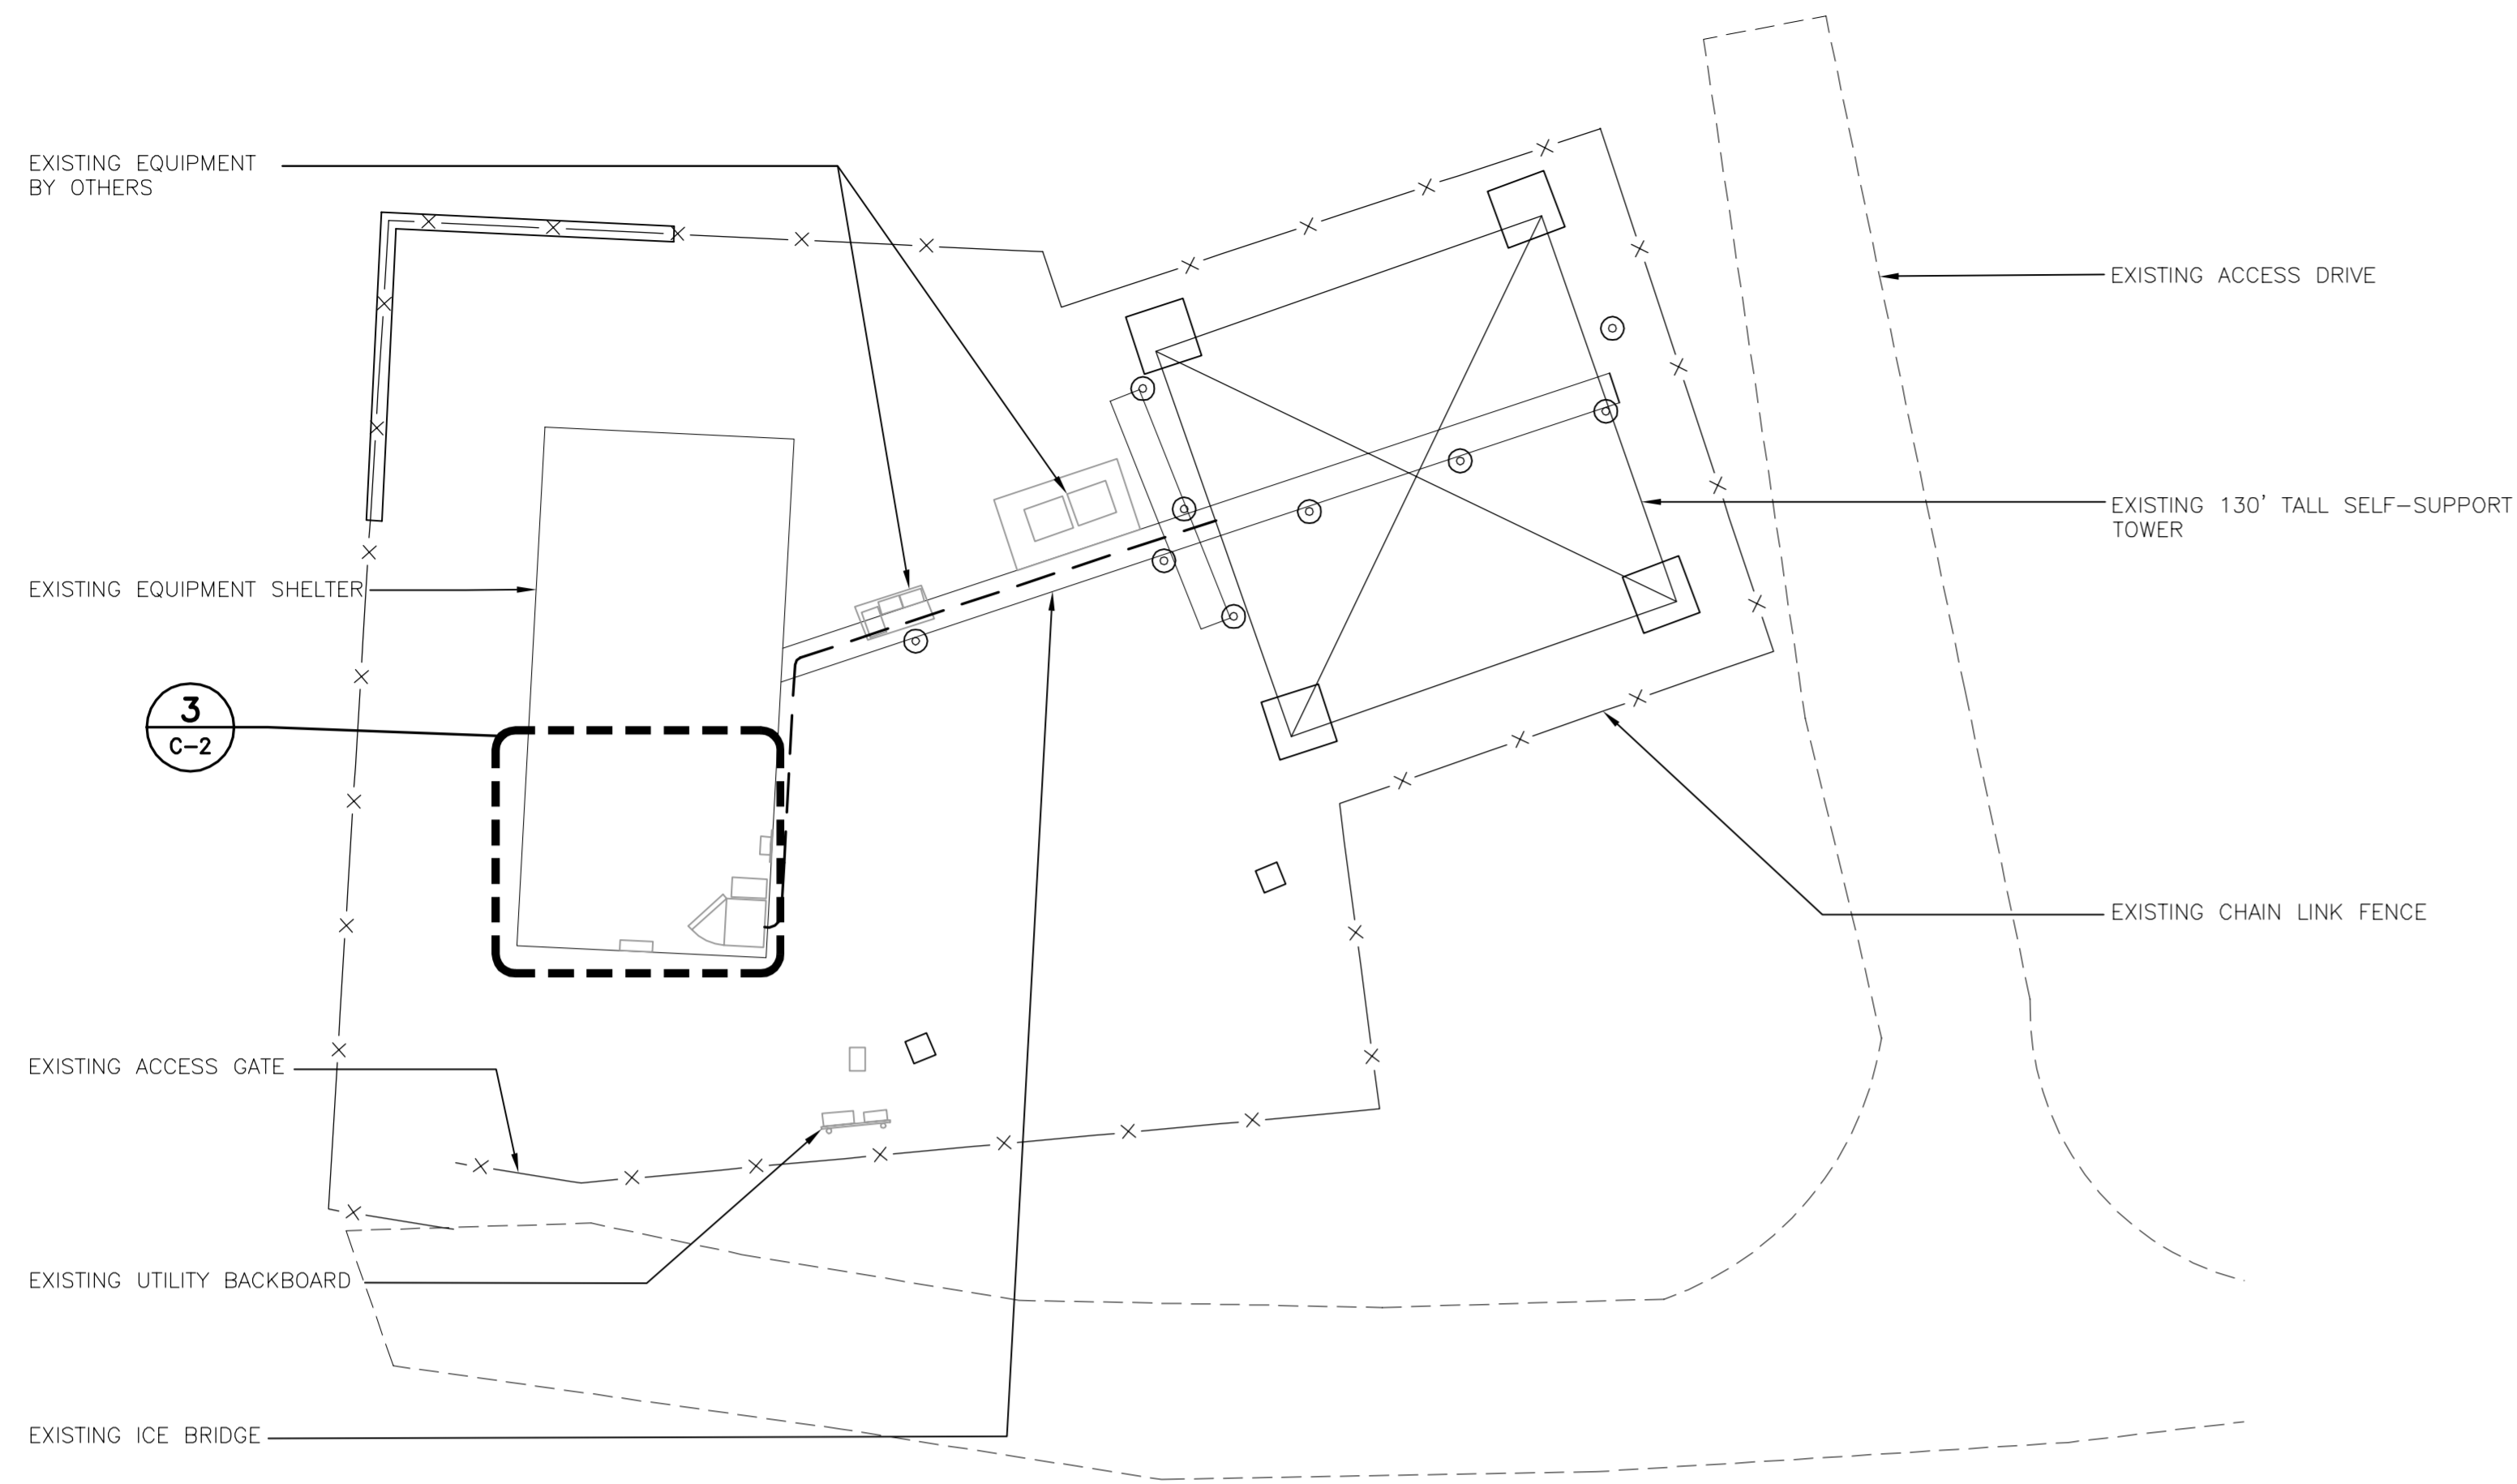 EXISTING EQUIPMENT
BY OTHERS
EXISTING ACCESS DRIVE
EXISTING 130' TALL SELF-SUPPORT
TOWER
EXISTING EQUIPMENT SHELTER
3
C-2
EXISTING CHAIN LINK FENCE
EXISTING ACCESS GATE
EXISTING UTILITY BACKBOARD
EXISTING ICE BRIDGE